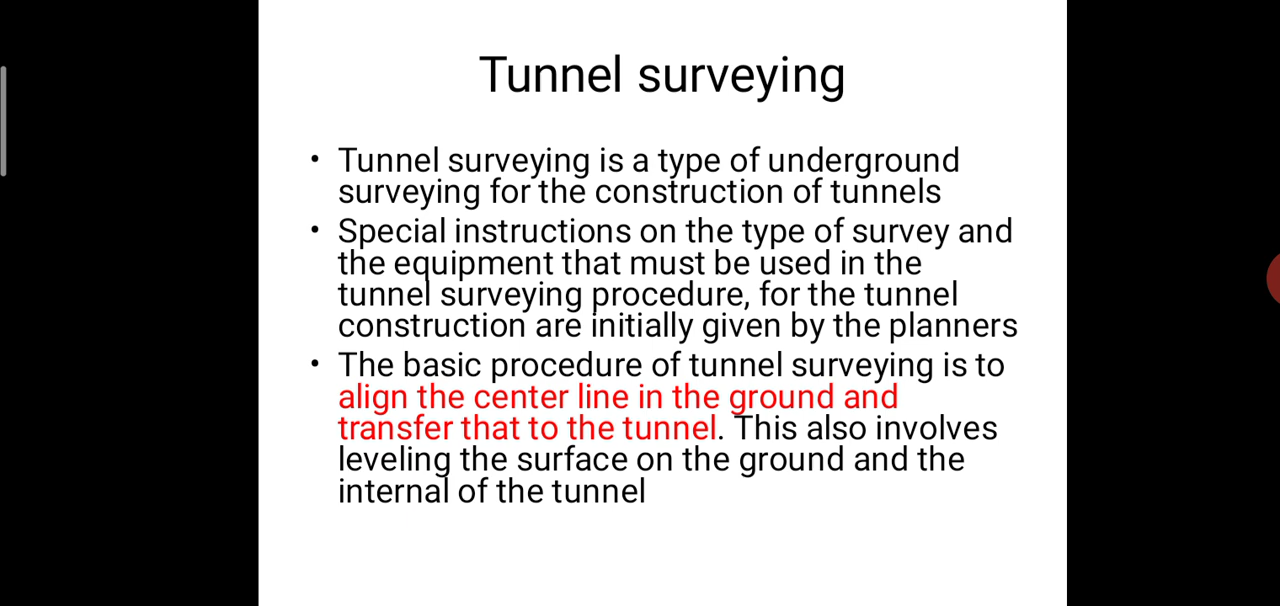 Tunnel surveying
• Tunnel surveying is a type of underground
surveying for the construction of tunnels
• Special instructions on the type of survey and
the equipment that must be used in the
tunnel surveying procedure, for the tunnel
construction are initially given by the planners
• The basic procedure of tunnel surveying is to
align the center line in the ground and
transfer that to the tunnel. This also involves
leveling the surface on the ground and the
internal of the tunnel